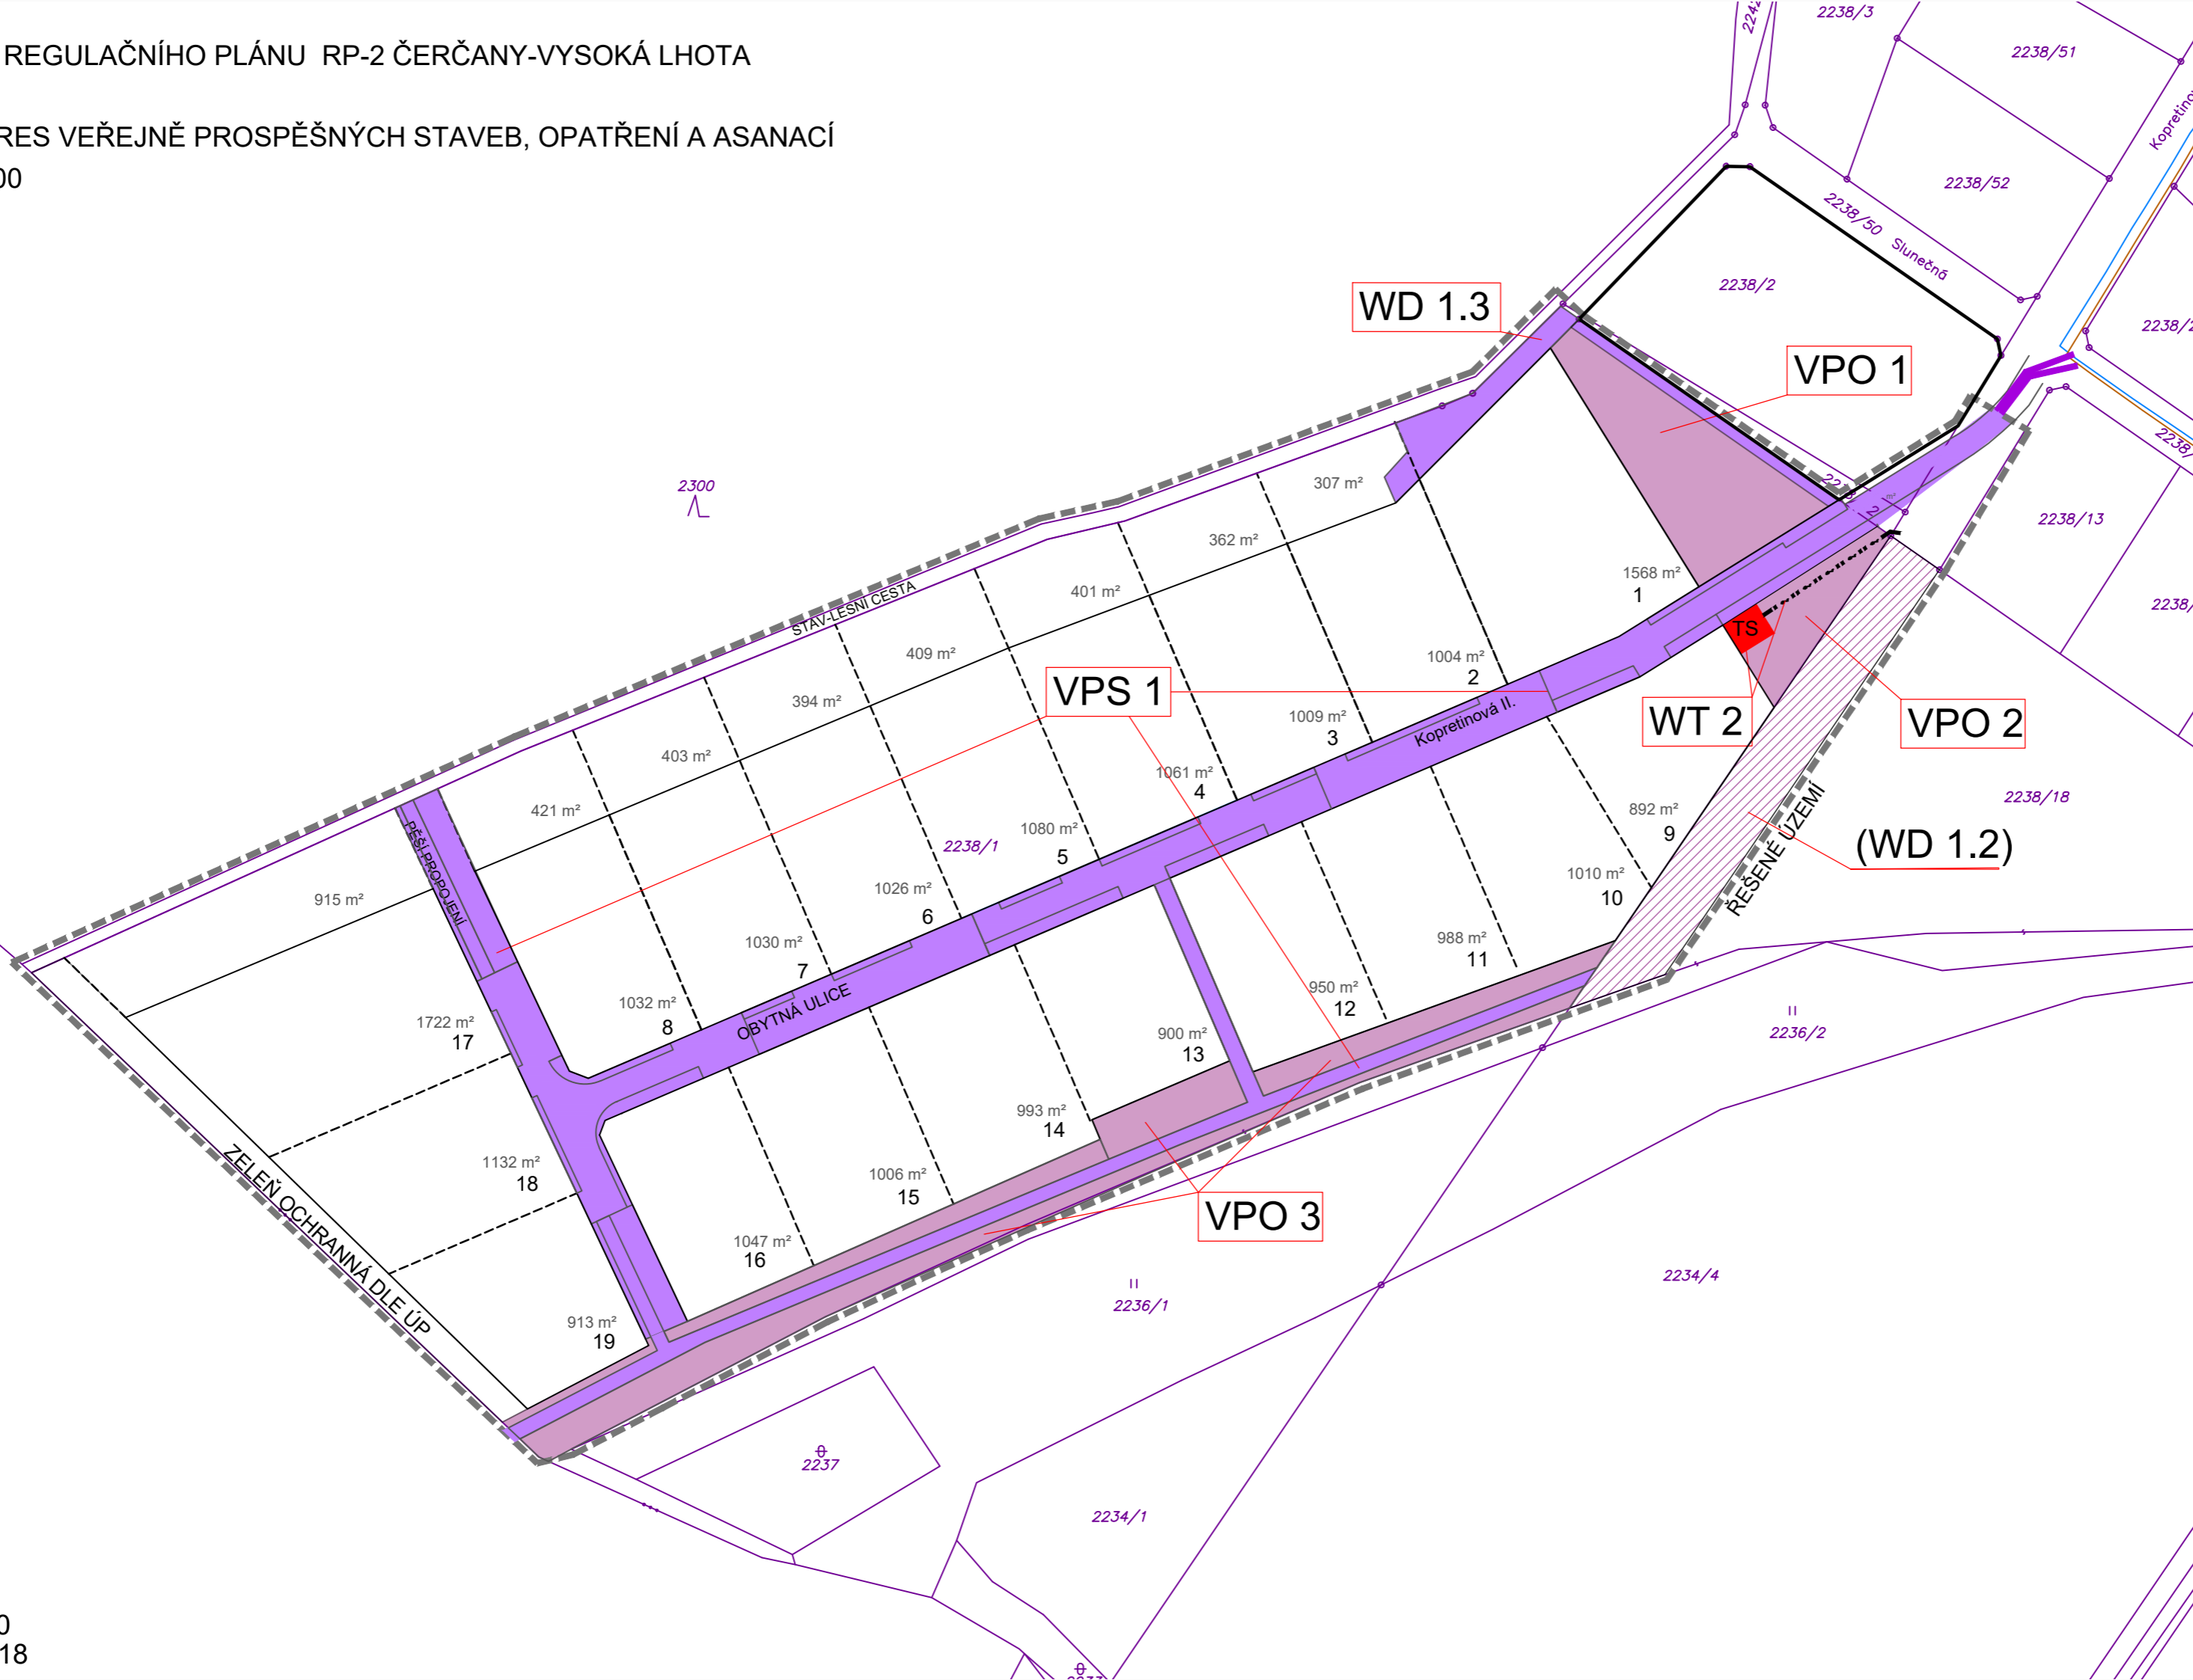 REGULAČNÍHO PLÁNU RP-2 ČERČANY-VYSOKÁ LHOTA
RES VEŘEJNĚ PROSPĚŠNÝCH STAVEB, OPATŘENÍ A ASANACÍ
00
2238/3
2238/51
2238/52
2238/50 Slunečná
2238/2
WD 1.3
VPO 1
2300
307 m²
362 m²
401 m²
409 m²
394 m²
403 m²
421 m²
915 m²
STAV-LESNÍ CESTA
2238/13
1568 m²
1
TS
1004 m²
2
VPS 1
WT 2
VPO 2
1009 m²
3
Kopretinová II.
1061 m²
4
2238/18
892 m²
9
(WD 1.2)
ŘEŠENÉ ÚZEMÍ
1080 m²
5
2238/1
1026 m²
6
1010 m²
10
PĚŠÍ PROPOJENÍ
1030 m²
7
988 m²
11
OBYTNÁ ULICE
1032 m²
8
950 m²
12
1722 m²
17
900 m²
13
2236/2
993 m²
14
1132 m²
18
1006 m²
15
VPO 3
ZELEŇ OCHRANNÁ DLE ÚP
1047 m²
16
2236/1
2234/4
913 m²
19
2237
2234/1
0
18